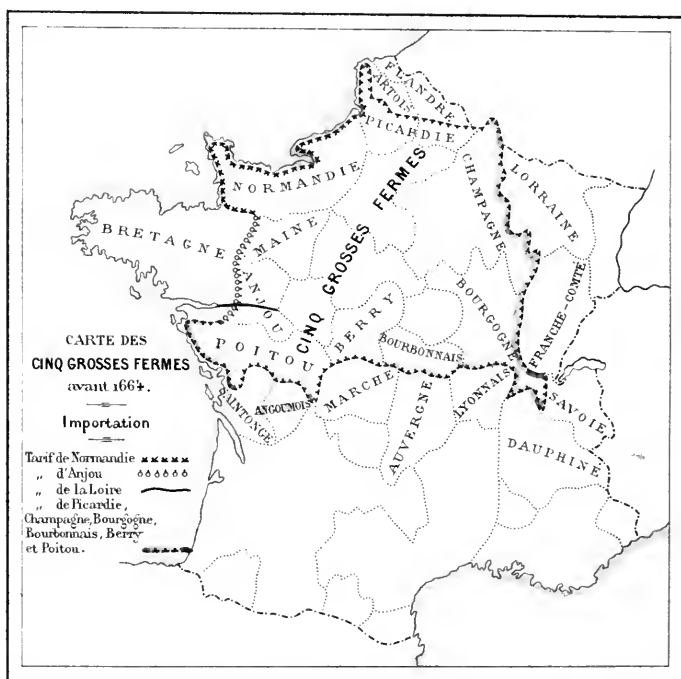 FLANDRE
ARTOIS
PICARDIE
NORMANDIE
CHAMPAGNE
LORRAINE
BRETAGNE
MAINE
ANJOU
CINQ GROSSES FERMES
POITOU
BERRY
BOURBONNAIS
BOURGOGNE
FRANCHE-COMTE
SAINTONGE
ANGOUMOIS
MARCHE
AUVERGNE
LYONNAIS
SAVOIE
DAUPHINE
CARTE DES
CINQ GROSSES FERMES
avant 1664.
Importation
Tarif de Normandie
„ d'Anjou
„ de la Loire
„ de Picardie,
Champagne, Bourgogne,
Bourbonnais, Berry
et Poitou.